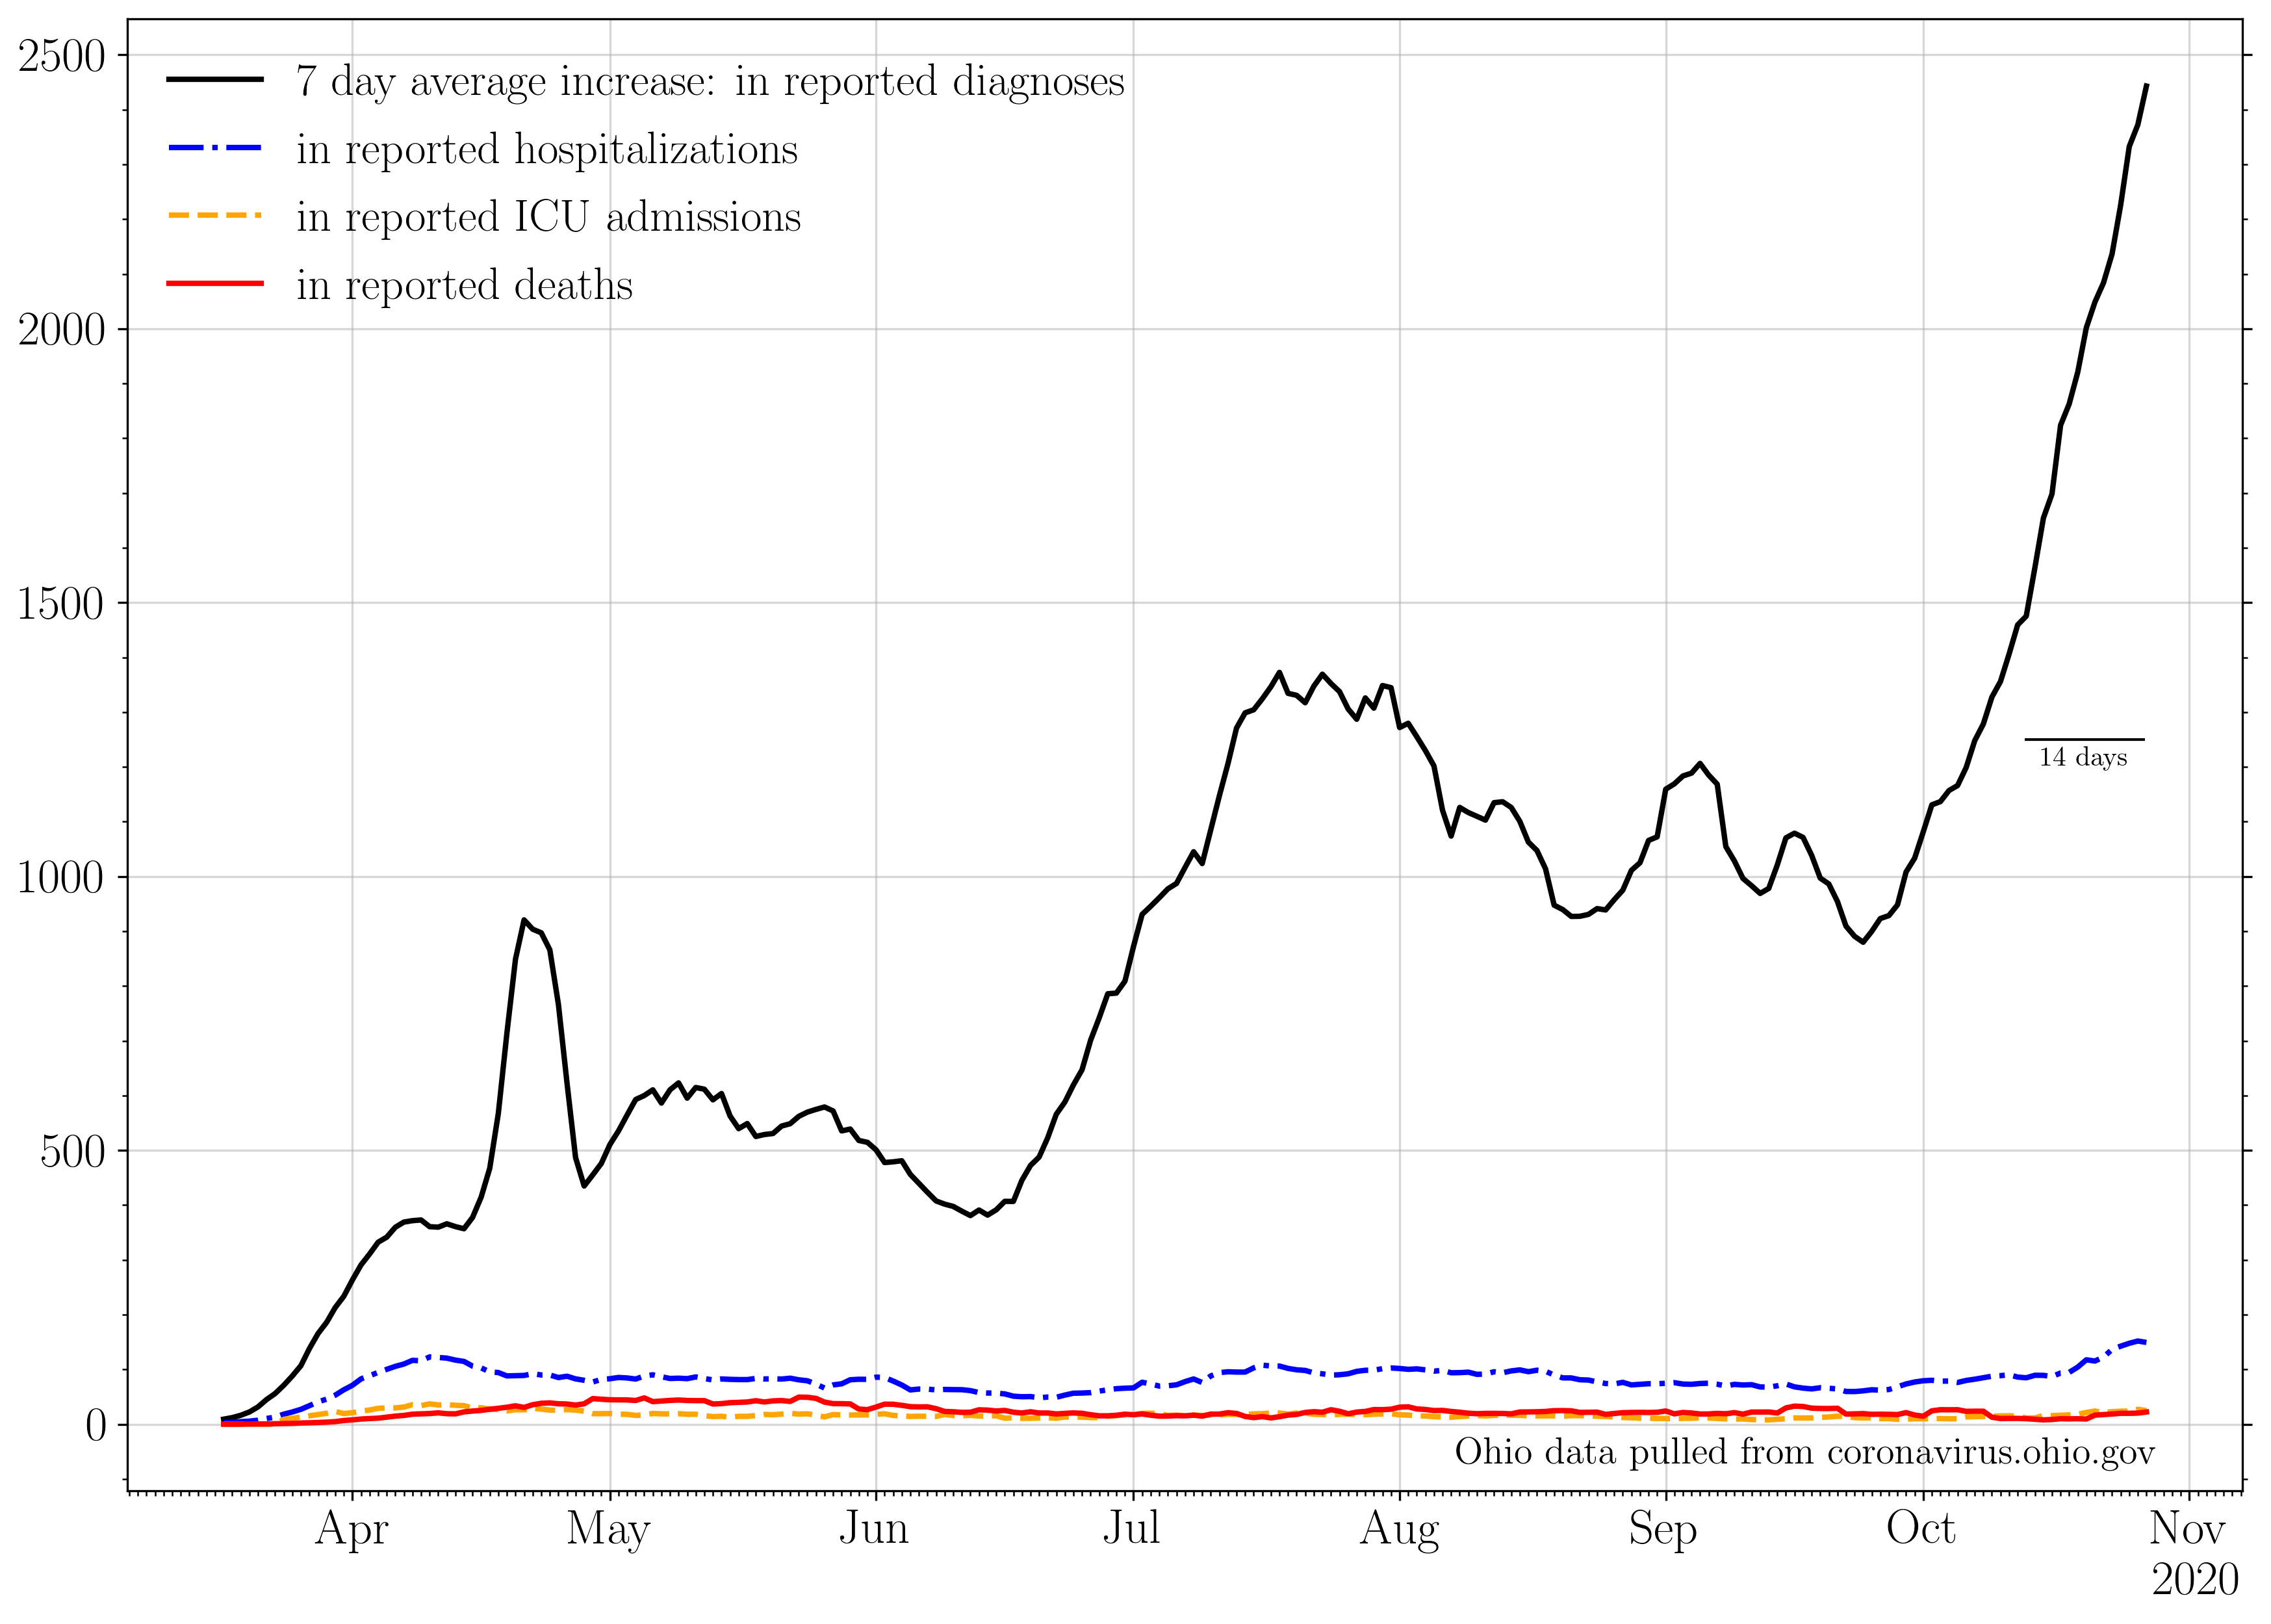 2500
7 day average increase: in reported diagnoses
in reported hospitalizations
in reported ICU admissions
in reported deaths
2000
1500
14 days
1000
500
0
Ohio data pulled from coronavirus.ohio.gov
Apr May Jun Jul Aug Sep Oct Nov
2020